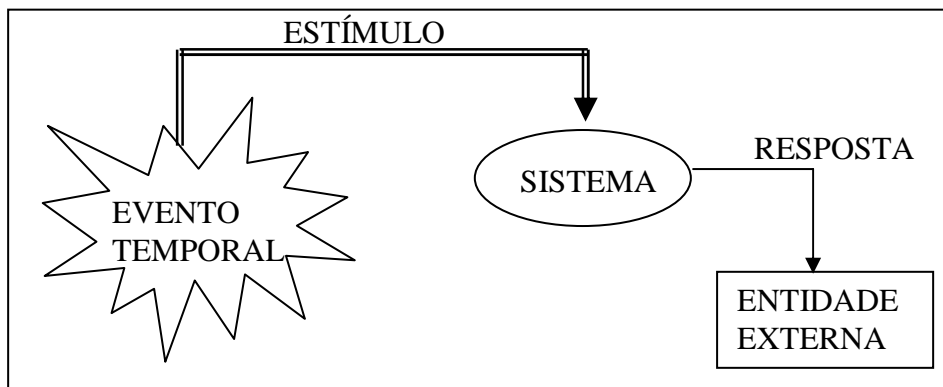 ESTÍMULO
RESPOSTA
SISTEMA
EVENTO
TEMPORAL
ENTIDADE
EXTERNA